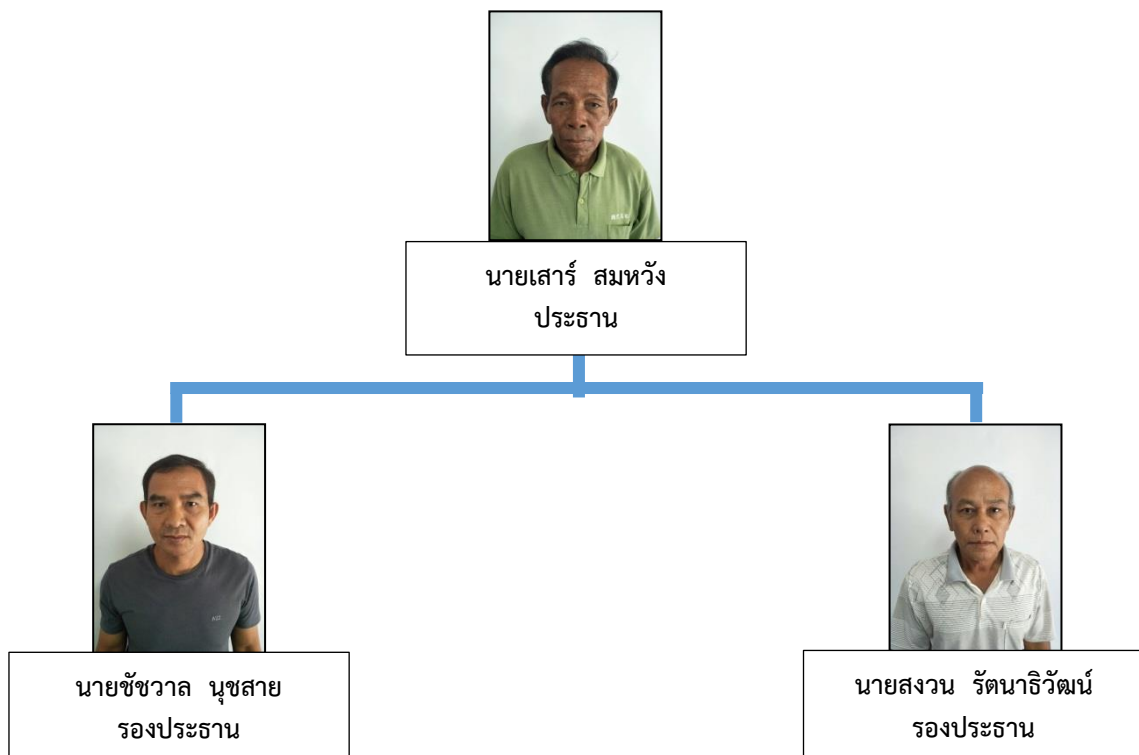 นายเสาร์ สมหวัง
ประธาน
นายชัชวาล นุชสาย
รองประธาน
นายสงวน รัตนาธิวัฒน์
รองประธาน